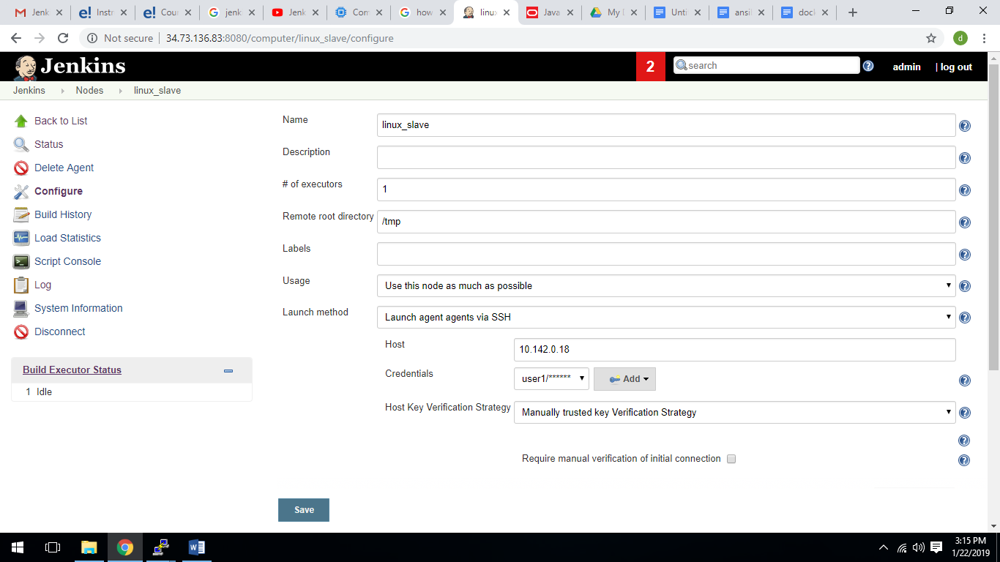 Jenk
Instr
Cour
jenk
Jenk
Com
how
linux
Java
My D
Unti
ansil
dock
Not secure
34.73.136.83:8080/computer/linux_slave/configure
d
Jenkins
2
search
admin
log out
Jenkins
Nodes
linux_slave
Back to List
Status
Delete Agent
Configure
Build History
Load Statistics
Script Console
Log
System Information
Disconnect
Build Executor Status
1 Idle
Name
linux_slave
Description
# of executors
1
Remote root directory
/tmp
Labels
Usage
Use this node as much as possible
Launch method
Launch agent agents via SSH
Host
10.142.0.18
Credentials
user1/******
Add
Host Key Verification Strategy
Manually trusted key Verification Strategy
Require manual verification of initial connection
Save
3:15 PM
1/22/2019